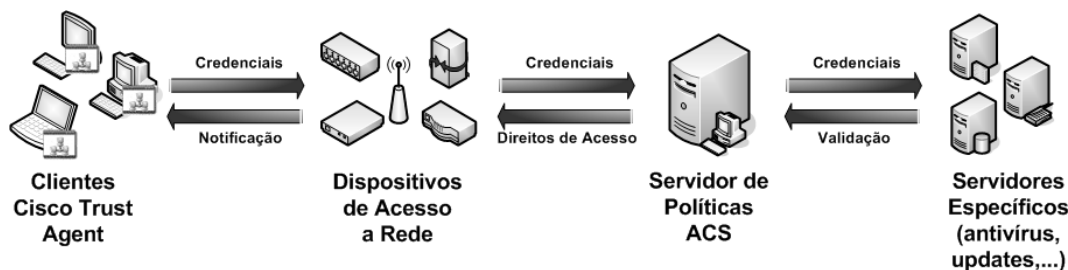 Credenciais
Notificação
Credenciais
Direitos de Acesso
Credenciais
Validação
Clientes
Cisco Trust
Agent
Dispositivos
de Acesso
a Rede
Servidor de
Políticas
ACS
Servidores
Específicos
(antivírus,
updates,...)